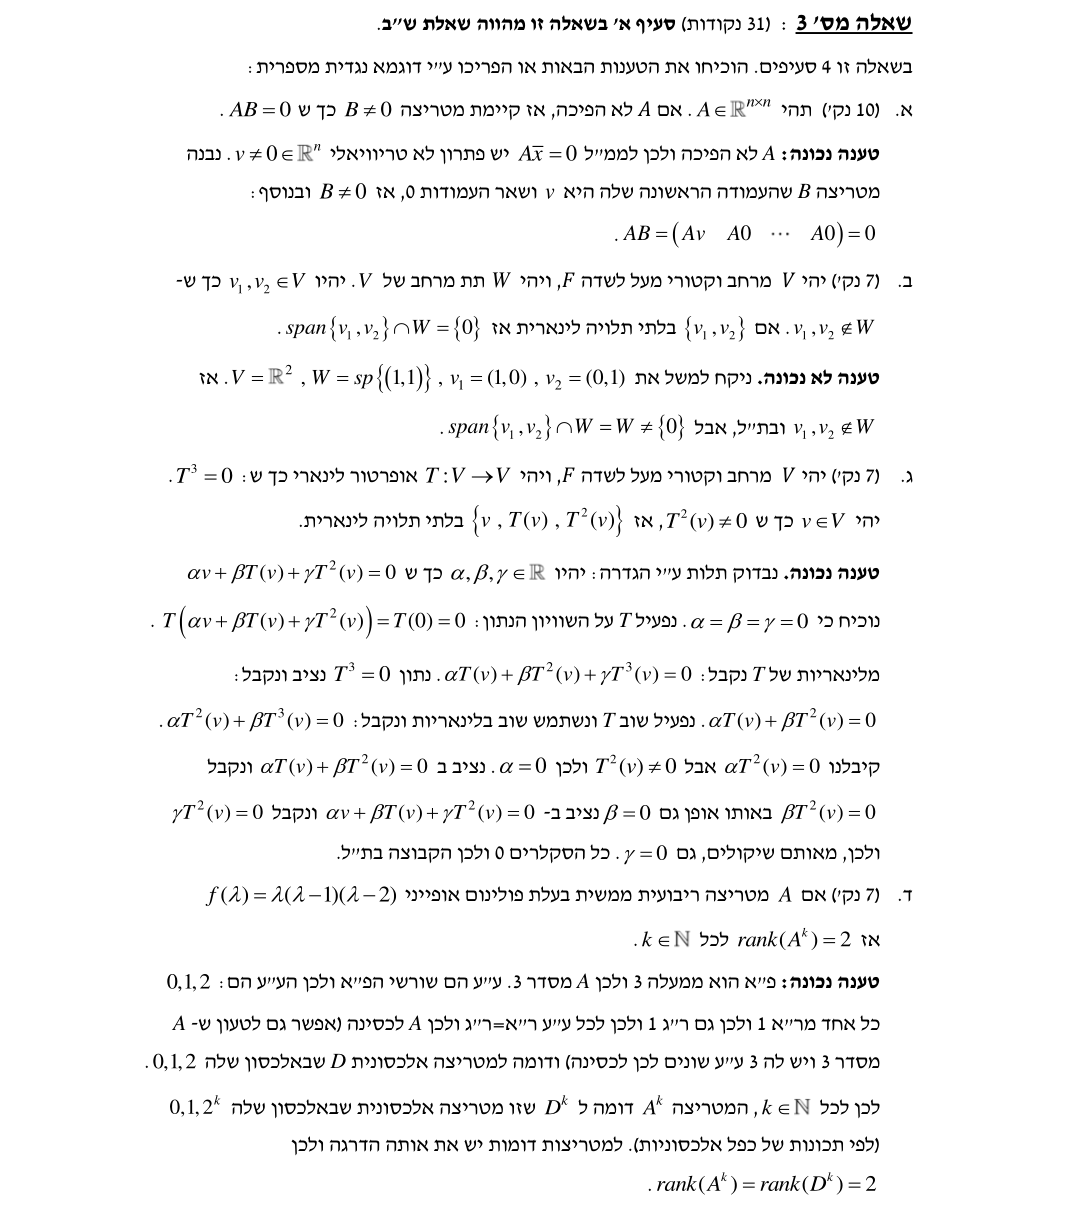 שאלה מס׳ 3 : (31 נקודות) סעיף א׳ בשאלה זו מהווה שאלת ש״ב.
בשאלה זו 4 סעיפים. הוכיחו את הטענות הבאות או הפריכו ע״י דוגמא נגדית מספרית:
א. (10 נק׳) תהי A ∈ ℝ^{n×n}. אם A לא הפיכה, אז קיימת מטריצה B ≠ 0 כך ש AB = 0.
טענה נכונה: A לא הפיכה ולכן לממ״ל Ax̄ = 0 יש פתרון לא טריוויאלי v ≠ 0 ∈ ℝ^n. נבנה
מטריצה B שהעמודה הראשונה שלה היא v ושאר העמודות 0, אז B ≠ 0 ובנוסף:
AB = (Av A0 ⋯ A0) = 0.
ב. (7 נק׳) יהי V מרחב וקטורי מעל לשדה F, ויהי W תת מרחב של V. יהיו v₁, v₂ ∈ V כך ש-
v₁, v₂ ∉ W. אם {v₁, v₂} בלתי תלויה לינארית אז span{v₁, v₂} ∩ W = {0}.
טענה לא נכונה. ניקח למשל את V = ℝ², W = sp{(1,1)}, v₁ = (1,0), v₂ = (0,1). אז
v₁, v₂ ∉ W ובת״ל, אבל span{v₁, v₂} ∩ W = W ≠ {0}.
ג. (7 נק׳) יהי V מרחב וקטורי מעל לשדה F, ויהי T : V → V אופרטור לינארי כך ש: T³ = 0.
יהי v ∈ V כך ש T²(v) ≠ 0, אז {v, T(v), T²(v)} בלתי תלויה לינארית.
טענה נכונה. נבדוק תלות ע״י הגדרה: יהיו α, β, γ ∈ ℝ כך ש αv + βT(v) + γT²(v) = 0
נוכיח כי α = β = γ = 0. נפעיל T על השוויון הנתון: T(αv + βT(v) + γT²(v)) = T(0) = 0.
מלינאריות של T נקבל: αT(v) + βT²(v) + γT³(v) = 0. נתון T³ = 0 נציב ונקבל:
αT(v) + βT²(v) = 0. נפעיל שוב T ונשתמש שוב בלינאריות ונקבל: αT²(v) + βT³(v) = 0.
קיבלנו αT²(v) = 0 אבל T²(v) ≠ 0 ולכן α = 0. נציב ב αT(v) + βT²(v) = 0 ונקבל
βT²(v) = 0 באותו אופן גם β = 0 נציב ב- αv + βT(v) + γT²(v) = 0 ונקבל γT²(v) = 0
ולכן, מאותם שיקולים, גם γ = 0. כל הסקלרים 0 ולכן הקבוצה בת״ל.
ד. (7 נק׳) אם A מטריצה ריבועית ממשית בעלת פולינום אופייני f(λ) = λ(λ−1)(λ−2)
אז rank(A^k) = 2 לכל k ∈ ℕ.
טענה נכונה: פ״א הוא ממעלה 3 ולכן A מסדר 3. ע״ע הם שורשי הפ״א ולכן הע״ע הם: 0,1,2
כל אחד מר״א 1 ולכן גם ר״ג 1 ולכן לכל ע״ע ר״א=ר״ג ולכן A לכסינה (אפשר גם לטעון ש- A
מסדר 3 ויש לה 3 ע״ע שונים לכן לכסינה) ודומה למטריצה אלכסונית D שבאלכסון שלה 0,1,2.
לכן לכל k ∈ ℕ, המטריצה A^k דומה ל D^k שזו מטריצה אלכסונית שבאלכסון שלה 0,1,2^k
(לפי תכונות של כפל אלכסוניות). למטריצות דומות יש את אותה הדרגה ולכן
rank(A^k) = rank(D^k) = 2.